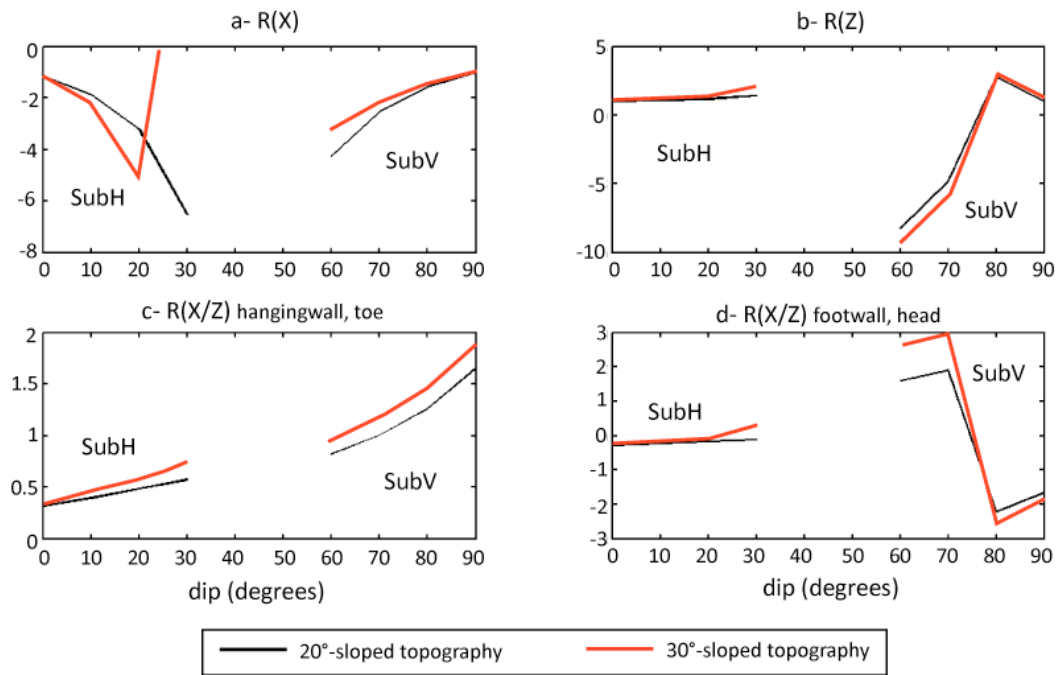 a- R(X)
0
-2
-4
-6
-8
SubH
SubV
0 10 20 30 40 50 60 70 80 90
b- R(Z)
5
0
-5
-10
SubH
SubV
0 10 20 30 40 50 60 70 80 90
c- R(X/Z) hangingwall, toe
2
1.5
1
0.5
0
SubH
SubV
0 10 20 30 40 50 60 70 80 90
dip (degrees)
d- R(X/Z) footwall, head
3
2
1
0
-1
-2
-3
SubH
SubV
0 10 20 30 40 50 60 70 80 90
dip (degrees)
20°-sloped topography
30°-sloped topography